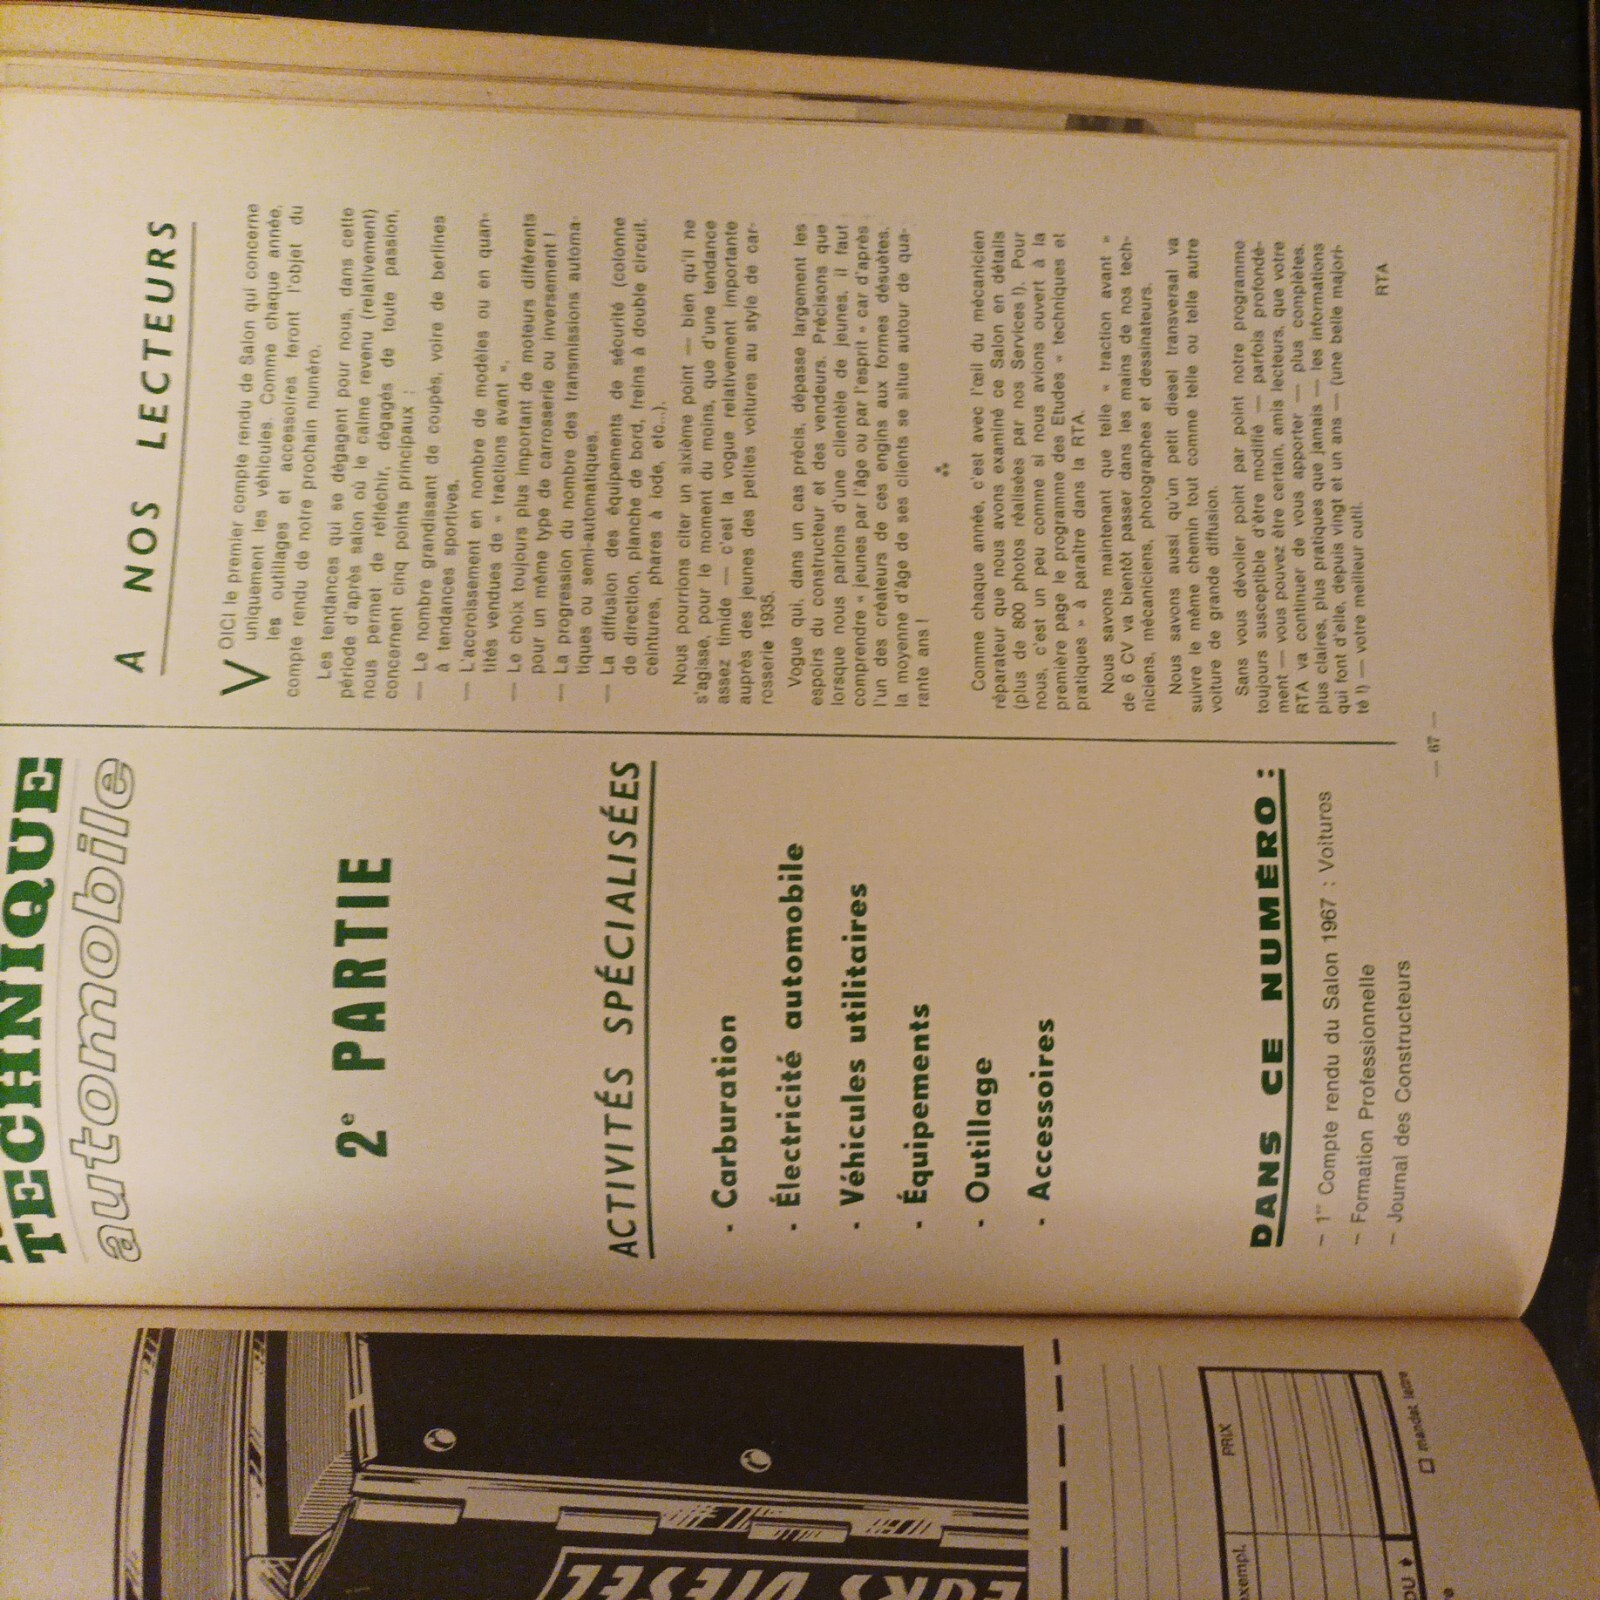 TECHNIQUE
automobile
2e PARTIE
ACTIVITÉS SPÉCIALISÉES
- Carburation
- Électricité automobile
- Véhicules utilitaires
- Équipements
- Outillage
- Accessoires
DANS CE NUMÉRO :
– 1er Compte rendu du Salon 1967 : Voitures
– Formation Professionnelle
– Journal des Constructeurs
A NOS LECTEURS
VOICI le premier compte rendu de Salon qui concerne
uniquement les véhicules. Comme chaque année,
les outillages et accessoires feront l'objet du
compte rendu de notre prochain numéro.
Les tendances qui se dégagent pour nous, dans cette
période d'après salon où le calme revenu (relativement)
nous permet de réfléchir, dégagés de toute passion,
concernent cinq points principaux :
— Le nombre grandissant de coupés, voire de berlines
à tendances sportives.
— L'accroissement en nombre de modèles ou en quan-
tités vendues de « tractions avant ».
— Le choix toujours plus important de moteurs différents
pour un même type de carrosserie ou inversement !
— La progression du nombre des transmissions automa-
tiques ou semi-automatiques.
— La diffusion des équipements de sécurité (colonne
de direction, planche de bord, freins à double circuit,
ceintures, phares à iode, etc...).
Nous pourrions citer un sixième point — bien qu'il ne
s'agisse, pour le moment du moins, que d'une tendance
assez timide — c'est la vogue relativement importante
auprès des jeunes des petites voitures au style de car-
rosserie 1935.
Vogue qui, dans un cas précis, dépasse largement les
espoirs du constructeur et des vendeurs. Précisons que
lorsque nous parlons d'une clientèle de jeunes, il faut
comprendre « jeunes par l'âge ou par l'esprit » car d'après
l'un des créateurs de ces engins aux formes désuètes,
la moyenne d'âge de ses clients se situe autour de qua-
rante ans !
⁂
Comme chaque année, c'est avec l'œil du mécanicien
réparateur que nous avons examiné ce Salon en détails
(plus de 800 photos réalisées par nos Services !). Pour
nous, c'est un peu comme si nous avions ouvert à la
première page le programme des Etudes « techniques et
pratiques » à paraître dans la RTA.
Nous savons maintenant que telle « traction avant »
de 6 CV va bientôt passer dans les mains de nos tech-
niciens, mécaniciens, photographes et dessinateurs.
Nous savons aussi qu'un petit diesel transversal va
suivre le même chemin tout comme telle ou telle autre
voiture de grande diffusion.
Sans vous dévoiler point par point notre programme
toujours susceptible d'être modifié — parfois profondé-
ment — vous pouvez être certain, amis lecteurs, que votre
RTA va continuer de vous apporter — plus complètes,
plus claires, plus pratiques que jamais — les informations
qui font d'elle, depuis vingt et un ans — (une belle majori-
té !) — votre meilleur outil.
RTA
— 67 —
EURS DIESEL
exempl.
PRIX
OU
mandat lettre